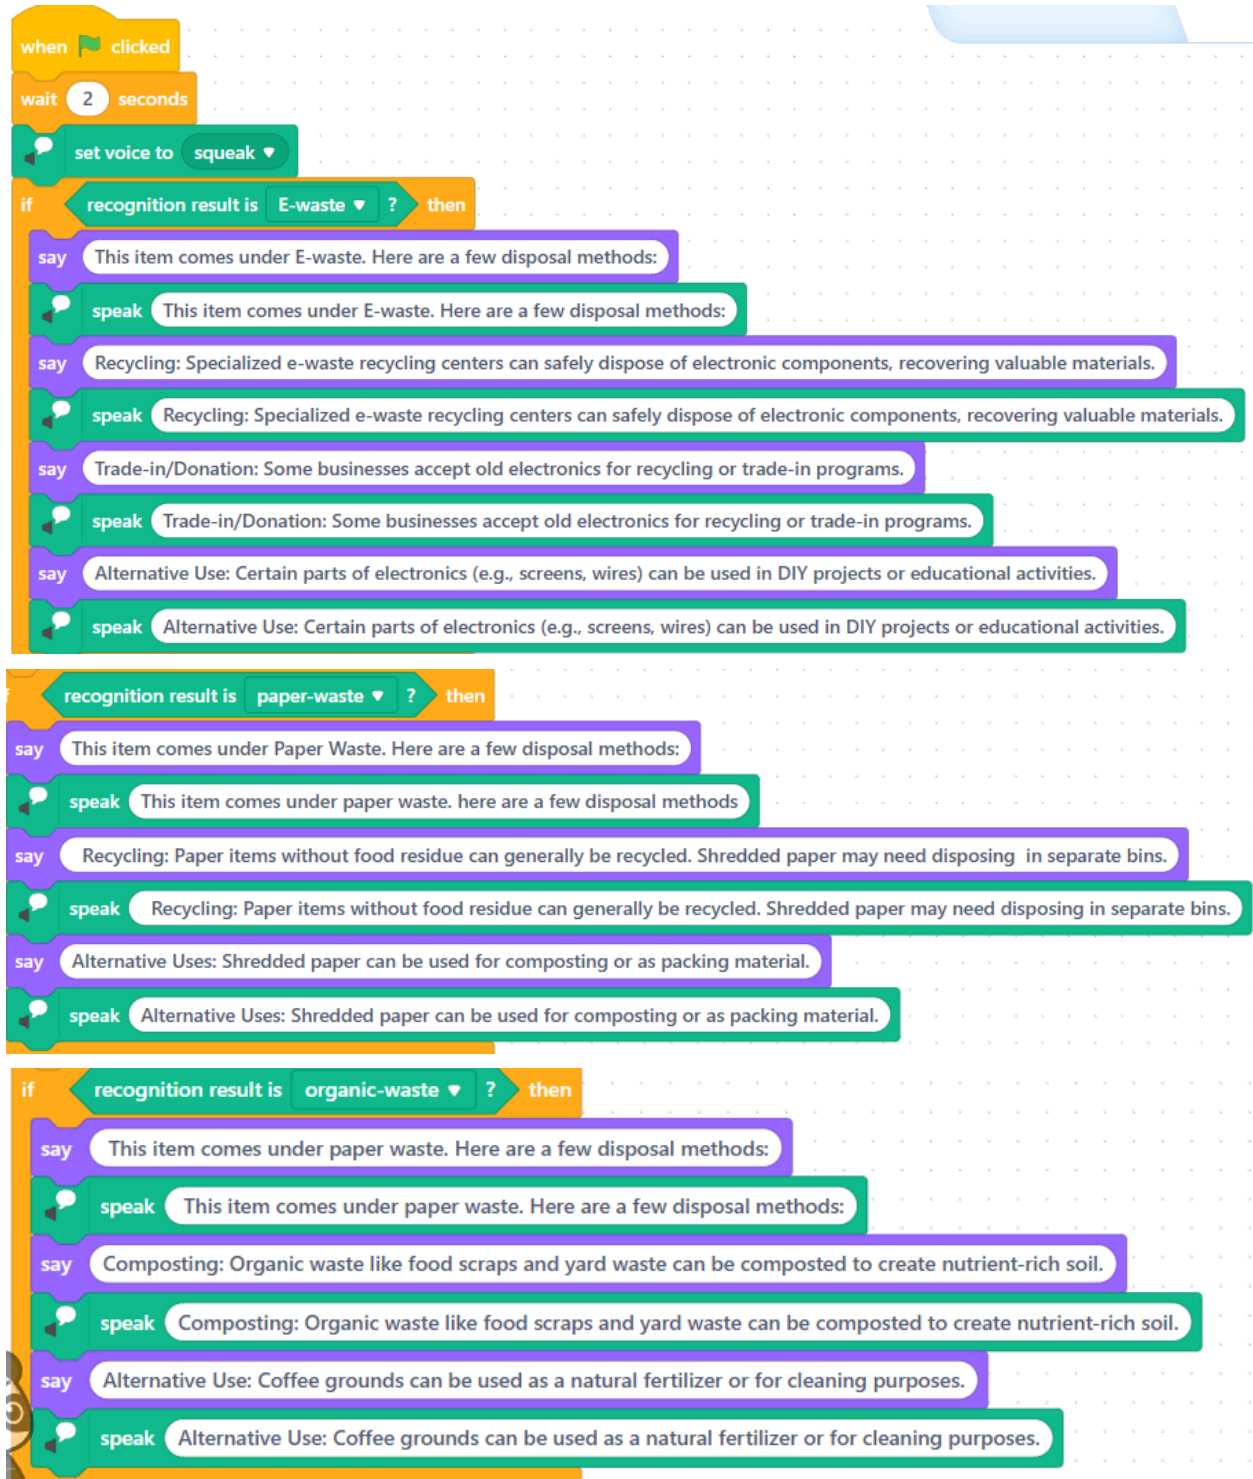 when clicked
wait 2 seconds
set voice to squeak
if recognition result is E-waste ? then
say This item comes under E-waste. Here are a few disposal methods:
speak This item comes under E-waste. Here are a few disposal methods:
say Recycling: Specialized e-waste recycling centers can safely dispose of electronic components, recovering valuable materials.
speak Recycling: Specialized e-waste recycling centers can safely dispose of electronic components, recovering valuable materials.
say Trade-in/Donation: Some businesses accept old electronics for recycling or trade-in programs.
speak Trade-in/Donation: Some businesses accept old electronics for recycling or trade-in programs.
say Alternative Use: Certain parts of electronics (e.g., screens, wires) can be used in DIY projects or educational activities.
speak Alternative Use: Certain parts of electronics (e.g., screens, wires) can be used in DIY projects or educational activities.
recognition result is paper-waste ? then
say This item comes under Paper Waste. Here are a few disposal methods:
speak This item comes under paper waste. here are a few disposal methods
say Recycling: Paper items without food residue can generally be recycled. Shredded paper may need disposing in separate bins.
speak Recycling: Paper items without food residue can generally be recycled. Shredded paper may need disposing in separate bins.
say Alternative Uses: Shredded paper can be used for composting or as packing material.
speak Alternative Uses: Shredded paper can be used for composting or as packing material.
if recognition result is organic-waste ? then
say This item comes under paper waste. Here are a few disposal methods:
speak This item comes under paper waste. Here are a few disposal methods:
say Composting: Organic waste like food scraps and yard waste can be composted to create nutrient-rich soil.
speak Composting: Organic waste like food scraps and yard waste can be composted to create nutrient-rich soil.
say Alternative Use: Coffee grounds can be used as a natural fertilizer or for cleaning purposes.
speak Alternative Use: Coffee grounds can be used as a natural fertilizer or for cleaning purposes.